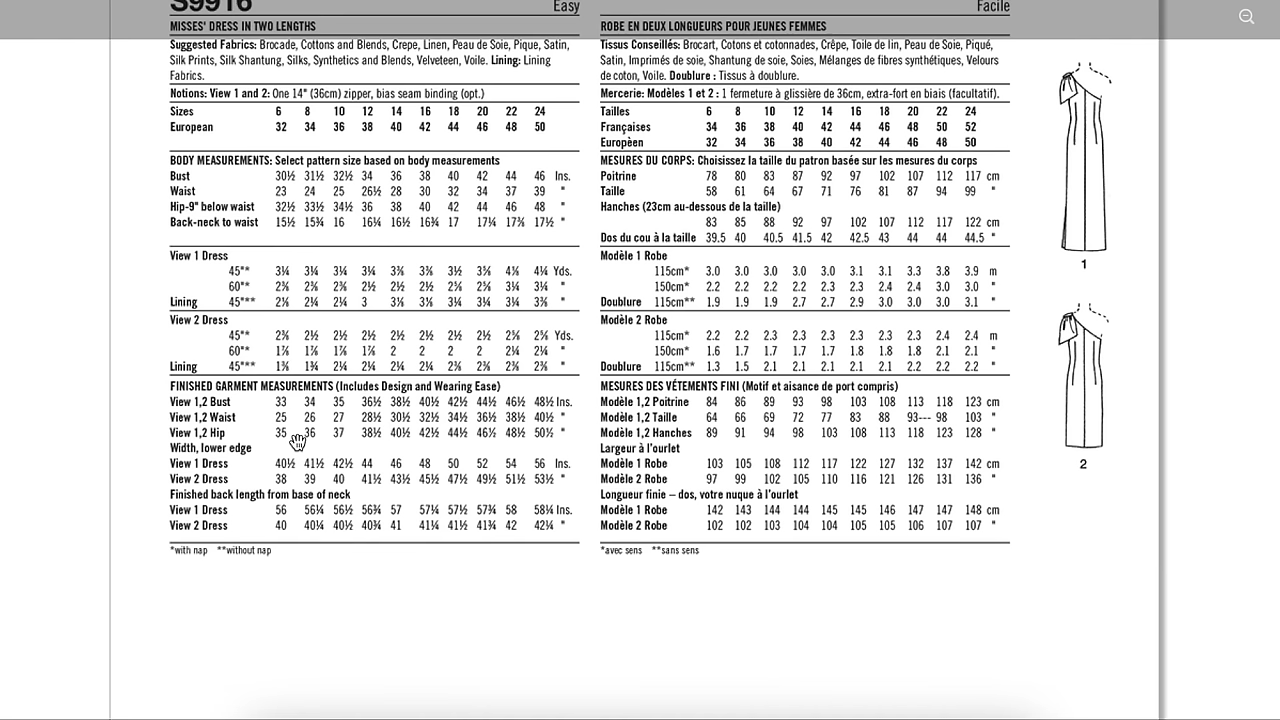 S9916
Easy
MISSES' DRESS IN TWO LENGTHS
Suggested Fabrics: Brocade, Cottons and Blends, Crepe, Linen, Peau de Soie, Pique, Satin,
Silk Prints, Silk Shantung, Silks, Synthetics and Blends, Velveteen, Voile. Lining: Lining
Fabrics.
Notions: View 1 and 2: One 14" (36cm) zipper, bias seam binding (opt.)
Sizes 6 8 10 12 14 16 18 20 22 24
European 32 34 36 38 40 42 44 46 48 50
BODY MEASUREMENTS: Select pattern size based on body measurements
Bust 30½ 31½ 32½ 34 36 38 40 42 44 46 Ins.
Waist 23 24 25 26½ 28 30 32 34 37 39 "
Hip-9" below waist 32½ 33½ 34½ 36 38 40 42 44 46 48 "
Back-neck to waist 15½ 15¾ 16 16¼ 16½ 16¾ 17 17¼ 17⅜ 17½ "
View 1 Dress
45"* 3¼ 3¼ 3¼ 3¼ 3⅜ 3⅜ 3½ 3⅝ 4⅛ 4¼ Yds.
60"* 2⅜ 2⅜ 2⅜ 2⅜ 2½ 2½ 2⅝ 2⅝ 3¼ 3¼ "
Lining 45"** 2⅛ 2¼ 2¼ 3 3⅛ 3⅛ 3¼ 3¼ 3¼ 3⅜ "
View 2 Dress
45"* 2⅜ 2½ 2½ 2½ 2½ 2½ 2½ 2½ 2⅝ 2⅝ Yds.
60"* 1⅞ 1⅞ 1⅞ 1⅞ 2 2 2 2 2¼ 2¼ "
Lining 45"** 1⅜ 1¾ 2¼ 2¼ 2¼ 2¼ 2⅜ 2⅜ 2⅜ 2⅜ "
FINISHED GARMENT MEASUREMENTS (Includes Design and Wearing Ease)
View 1,2 Bust 33 34 35 36½ 38½ 40½ 42½ 44½ 46½ 48½ Ins.
View 1,2 Waist 25 26 27 28½ 30½ 32½ 34½ 36½ 38½ 40½ "
View 1,2 Hip 35 36 37 38½ 40½ 42½ 44½ 46½ 48½ 50½ "
Width, lower edge
View 1 Dress 40½ 41½ 42½ 44 46 48 50 52 54 56 Ins.
View 2 Dress 38 39 40 41½ 43½ 45½ 47½ 49½ 51½ 53½ "
Finished back length from base of neck
View 1 Dress 56 56¼ 56½ 56¾ 57 57¼ 57½ 57¾ 58 58¼ Ins.
View 2 Dress 40 40¼ 40½ 40¾ 41 41¼ 41½ 41¾ 42 42¼ "
*with nap **without nap
Facile
ROBE EN DEUX LONGUEURS POUR JEUNES FEMMES
Tissus Conseillés: Brocart, Cotons et cotonnades, Crêpe, Toile de lin, Peau de Soie, Piqué,
Satin, Imprimés de soie, Shantung de soie, Soies, Mélanges de fibres synthétiques, Velours
de coton, Voile. Doublure : Tissus à doublure.
Mercerie: Modèles 1 et 2 : 1 fermeture à glissière de 36cm, extra-fort en biais (facultatif).
Tailles 6 8 10 12 14 16 18 20 22 24
Françaises 34 36 38 40 42 44 46 48 50 52
Europèen 32 34 36 38 40 42 44 46 48 50
MESURES DU CORPS: Choisissez la taille du patron basée sur les mesures du corps
Poitrine 78 80 83 87 92 97 102 107 112 117 cm
Taille 58 61 64 67 71 76 81 87 94 99 "
Hanches (23cm au-dessous de la taille)
83 85 88 92 97 102 107 112 117 122 cm
Dos du cou à la taille 39.5 40 40.5 41.5 42 42.5 43 44 44 44.5 "
Modèle 1 Robe
115cm* 3.0 3.0 3.0 3.0 3.0 3.1 3.1 3.3 3.8 3.9 m
150cm* 2.2 2.2 2.2 2.2 2.3 2.3 2.4 2.4 3.0 3.0 "
Doublure 115cm** 1.9 1.9 1.9 2.7 2.7 2.9 3.0 3.0 3.0 3.1 "
Modèle 2 Robe
115cm* 2.2 2.2 2.3 2.3 2.3 2.3 2.3 2.3 2.4 2.4 m
150cm* 1.6 1.7 1.7 1.7 1.7 1.8 1.8 1.8 2.1 2.1 "
Doublure 115cm** 1.3 1.5 2.1 2.1 2.1 2.1 2.1 2.2 2.2 2.2 "
MESURES DES VÉTEMENTS FINI (Motif et aisance de port compris)
Modèle 1,2 Poitrine 84 86 89 93 98 103 108 113 118 123 cm
Modèle 1,2 Taille 64 66 69 72 77 83 88 93--- 98 103 "
Modèle 1,2 Hanches 89 91 94 98 103 108 113 118 123 128 "
Largeur à l'ourlet
Modèle 1 Robe 103 105 108 112 117 122 127 132 137 142 cm
Modèle 2 Robe 97 99 102 105 110 116 121 126 131 136 "
Longueur finie – dos, votre nuque à l'ourlet
Modèle 1 Robe 142 143 144 144 145 145 146 147 147 148 cm
Modèle 2 Robe 102 102 103 104 104 105 105 106 107 107 "
*avec sens **sans sens
1
2